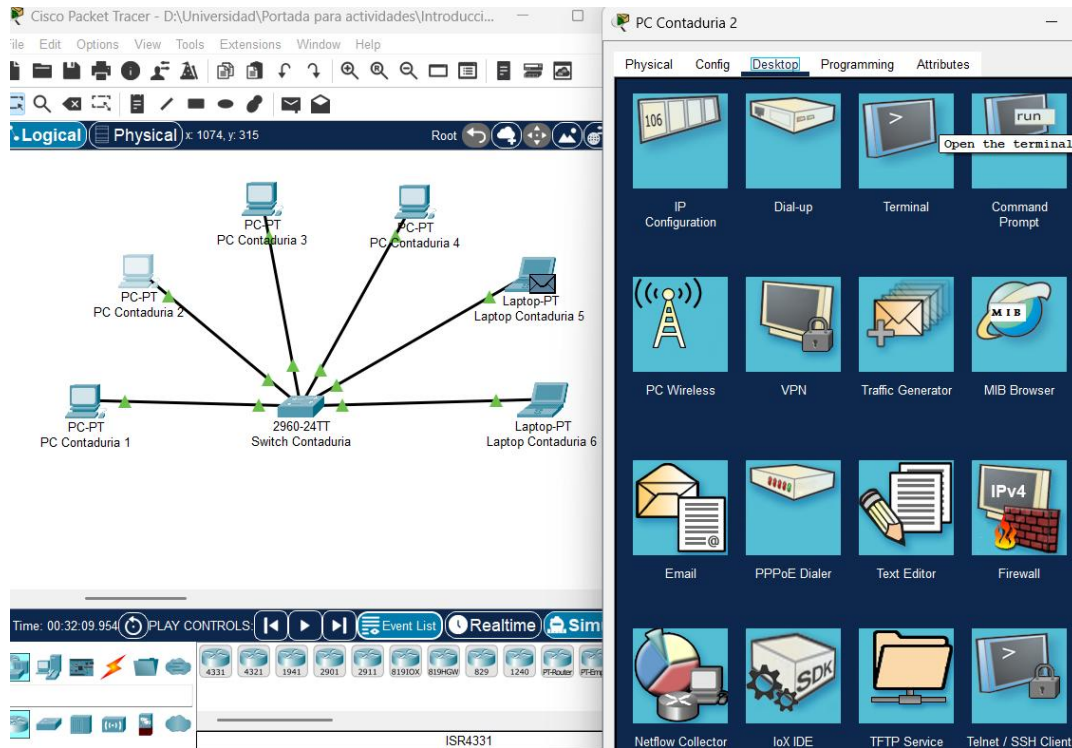 Cisco Packet Tracer - D:\Universidad\Portada para actividades\Introducci...
File Edit Options View Tools Extensions Window Help
Logical Physical x: 1074, y: 315 Root
PC-PT
PC Contaduria 3
PC-PT
PC Contaduria 4
PC-PT
PC Contaduria 2
Laptop-PT
Laptop Contaduria 5
PC-PT
PC Contaduria 1
2960-24TT
Switch Contaduria
Laptop-PT
Laptop Contaduria 6
Time: 00:32:09.954 PLAY CONTROLS: Event List Realtime Sim
4331 4321 1941 2901 2911 819IOX 819HGW 829 1240 PT-Router PT-Emp
ISR4331
PC Contaduria 2
Physical Config Desktop Programming Attributes
106
run
Open the terminal
IP
Configuration
Dial-up
Terminal
Command
Prompt
MIB
PC Wireless
VPN
Traffic Generator
MIB Browser
IPv4
Email
PPPoE Dialer
Text Editor
Firewall
SDK
Netflow Collector
IoX IDE
TFTP Service
Telnet / SSH Client